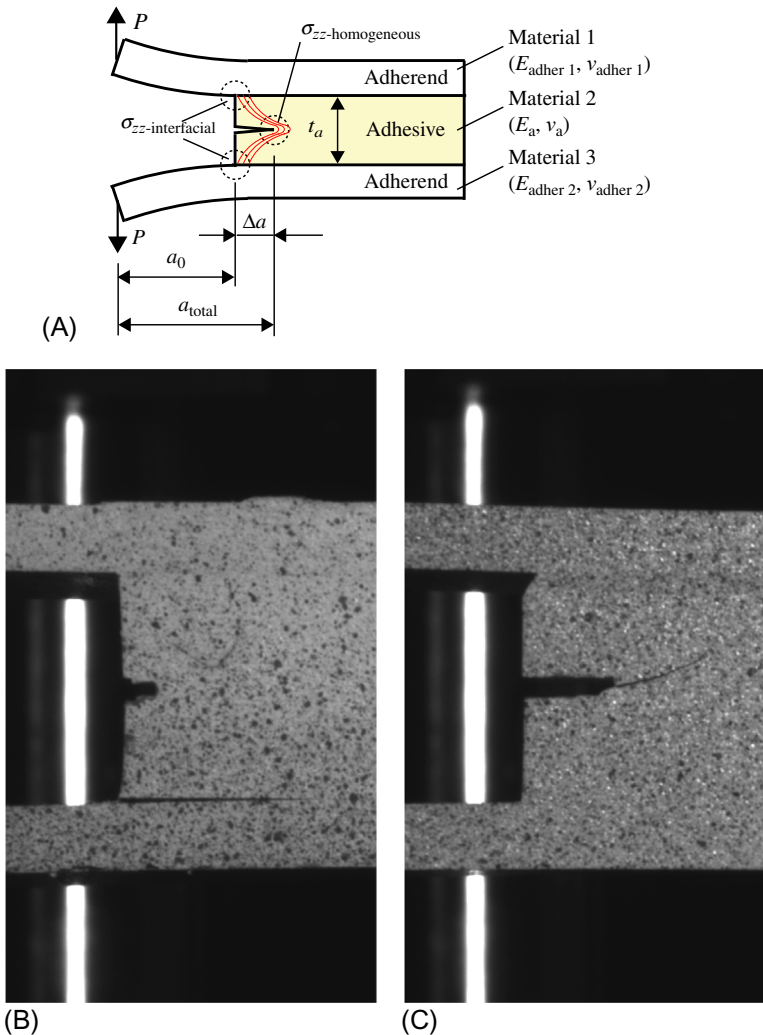 P
σzz-homogeneous
Material 1
(Eadher 1, νadher 1)
Adherend
σzz-interfacial
ta
Adhesive
Material 2
(Ea, νa)
Adherend
Material 3
(Eadher 2, νadher 2)
P
Δa
a0
atotal
(A)
(B)
(C)